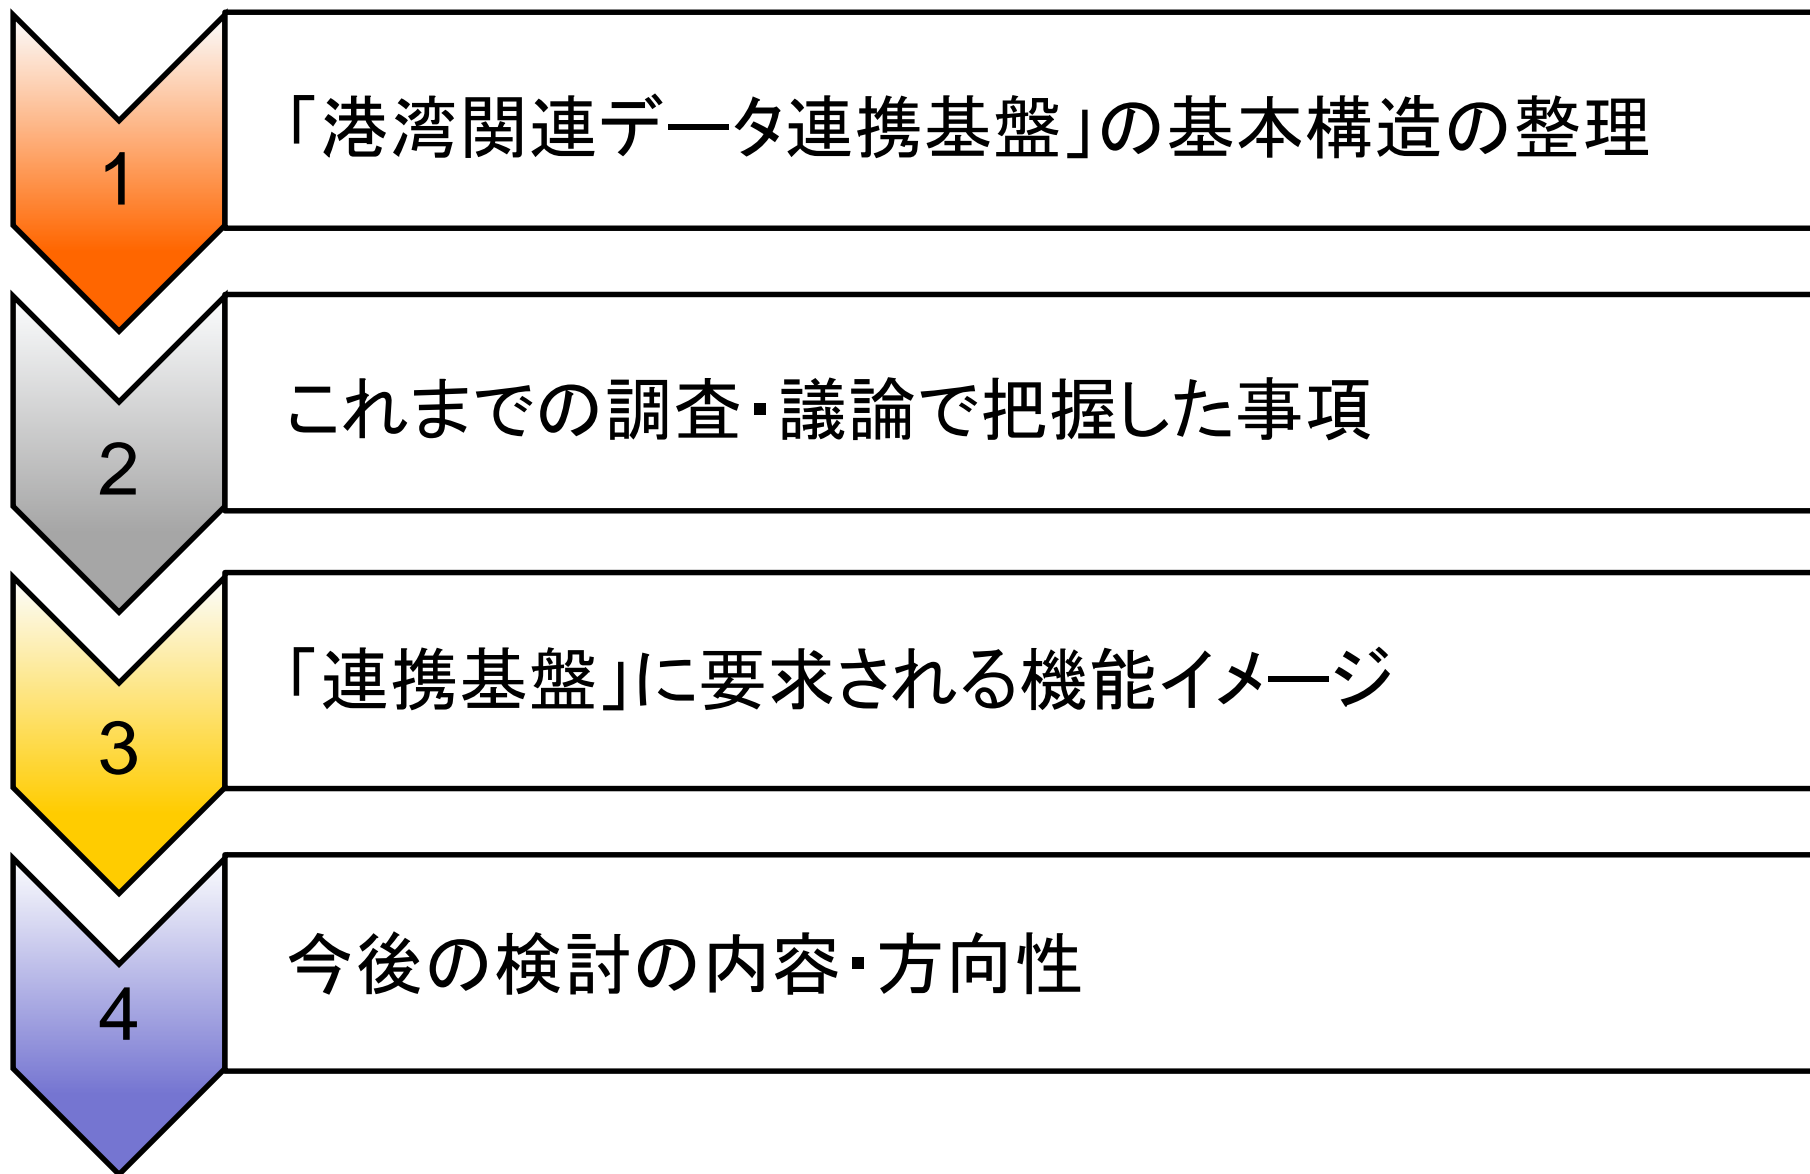 1
「港湾関連データ連携基盤」の基本構造の整理
2
これまでの調査・議論で把握した事項
3
「連携基盤」に要求される機能イメージ
4
今後の検討の内容・方向性